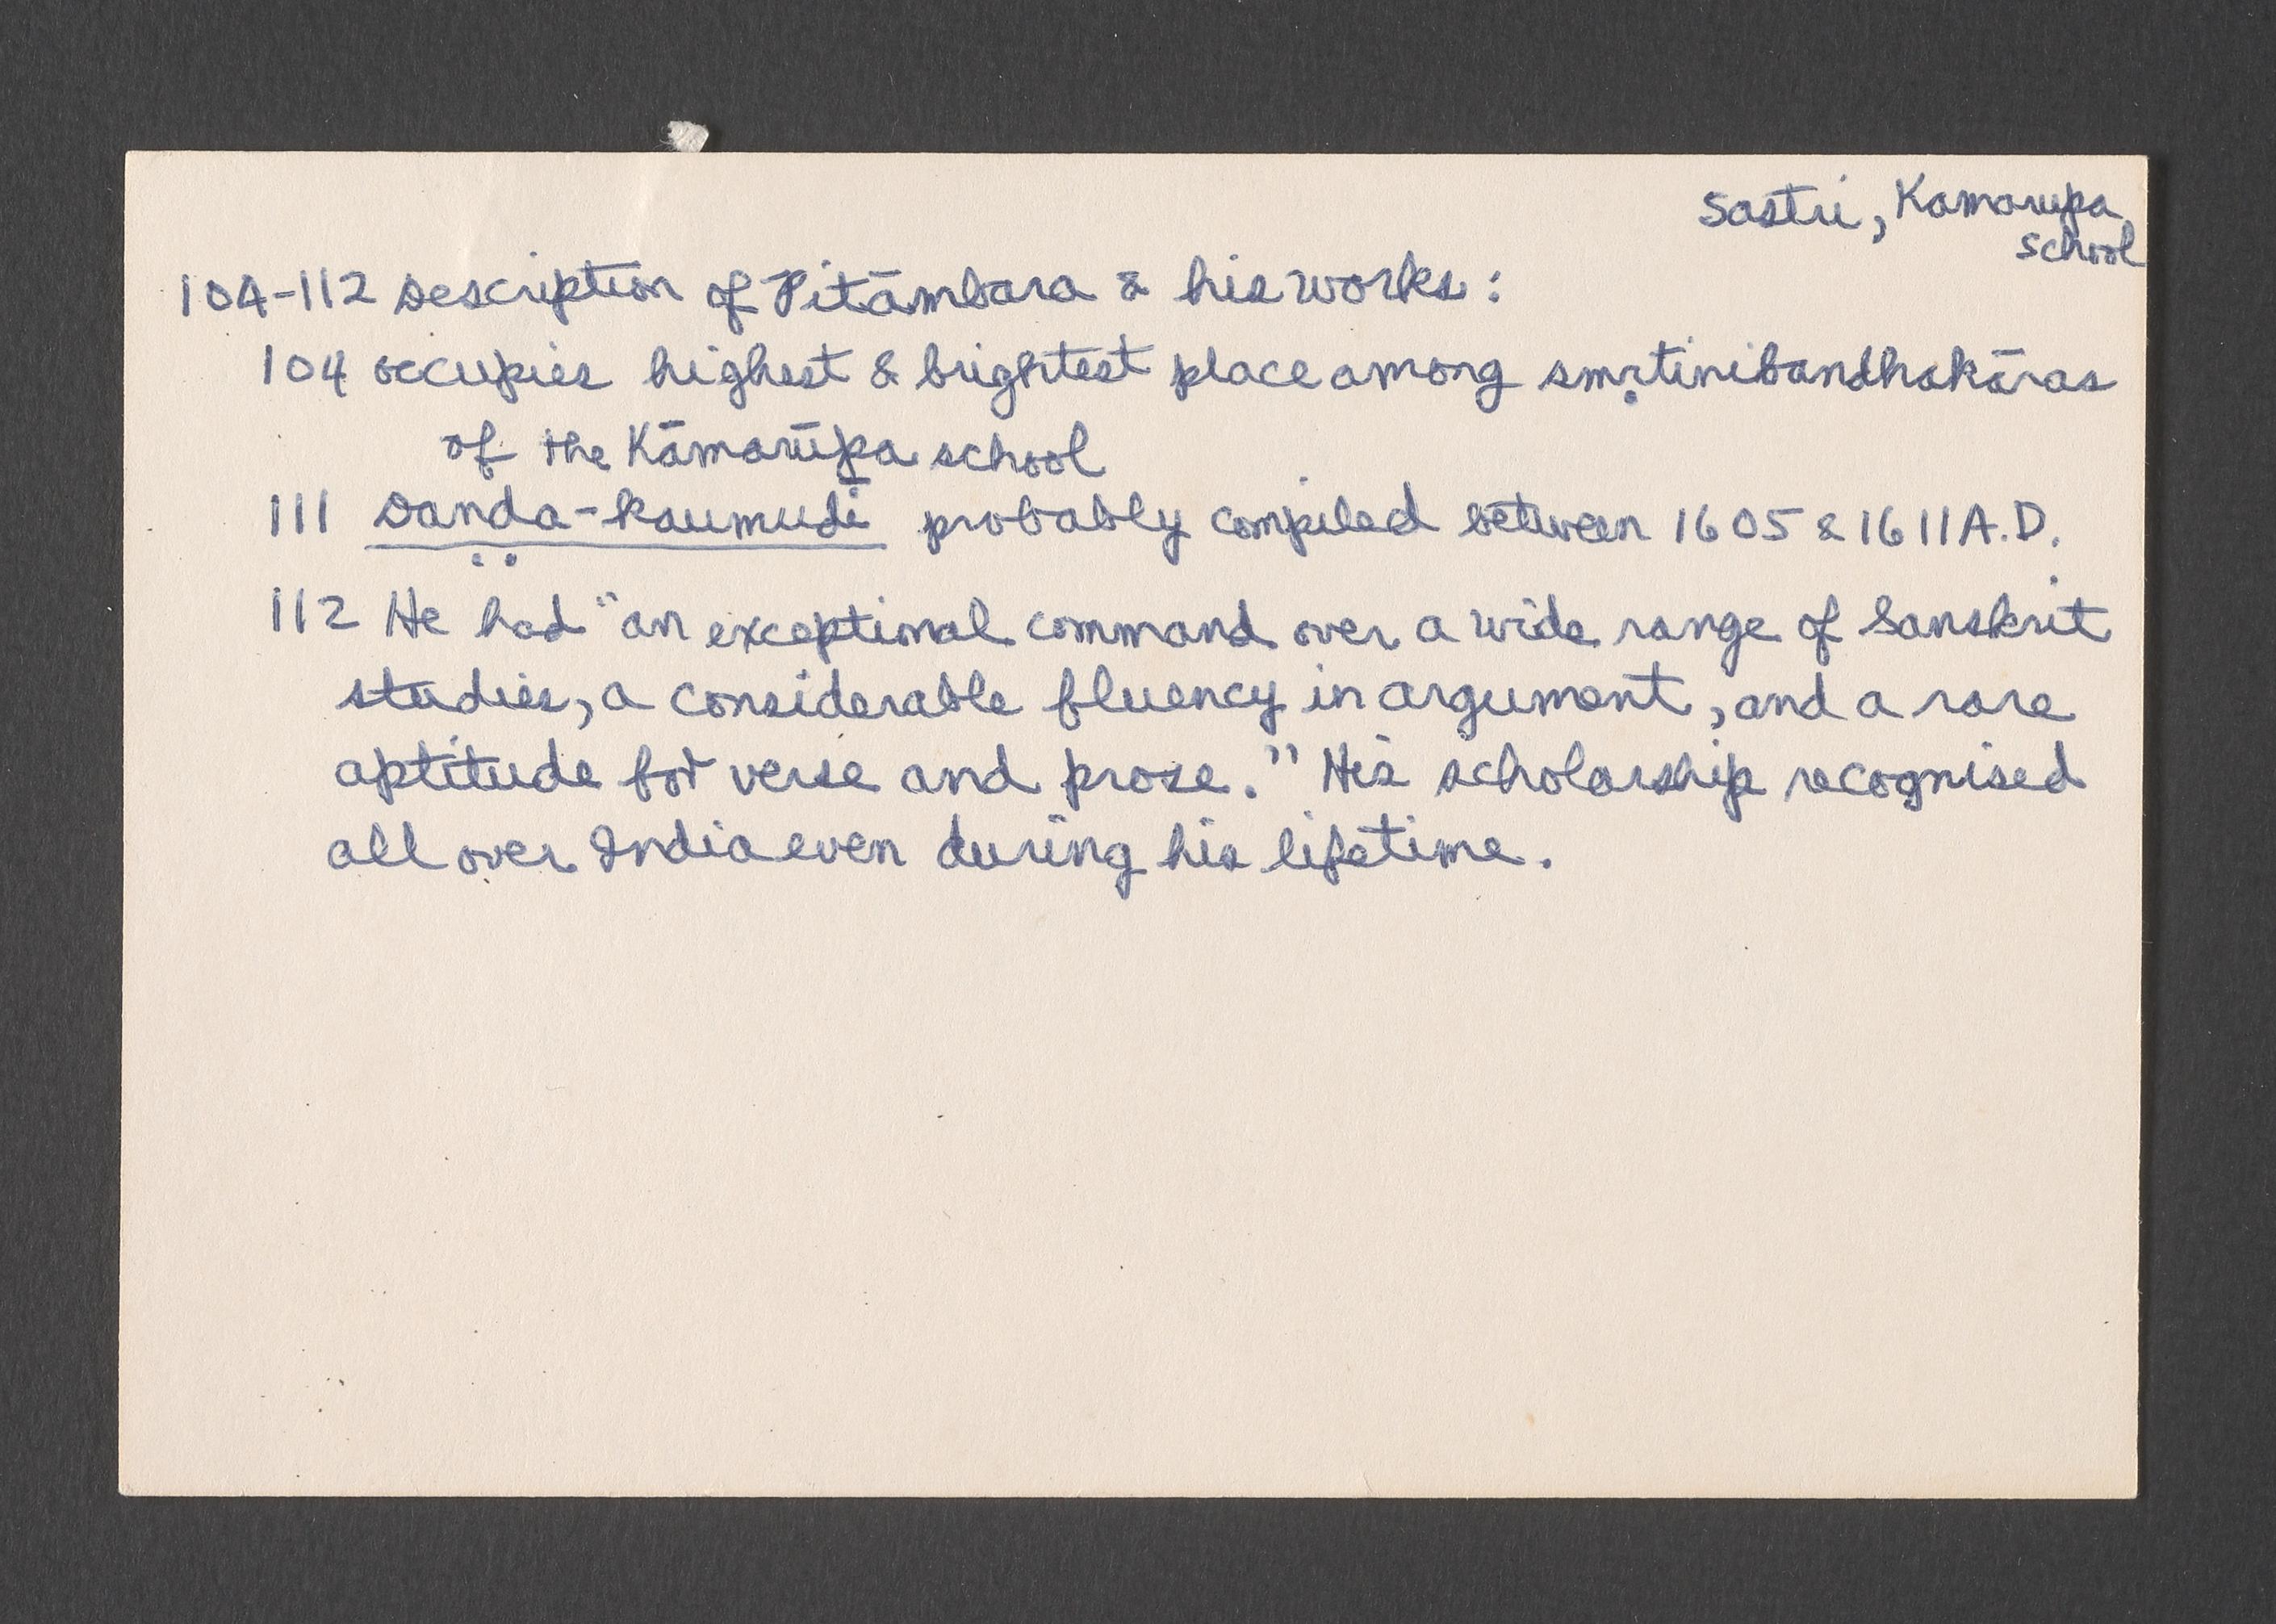 Sastri, Kamarupa
School
104-112 Description of Pitāmbara & his works:
104 occupies highest & brightest place among smṛtinibandhakāras
of the Kāmarūpa school
111 Daṇḍa-kaumudī probably compiled between 1605 & 1611 A.D.
112 He had "an exceptional command over a wide range of Sanskrit
studies, a considerable fluency in argument, and a rare
aptitude for verse and prose." His scholarship recognised
all over India even during his lifetime.